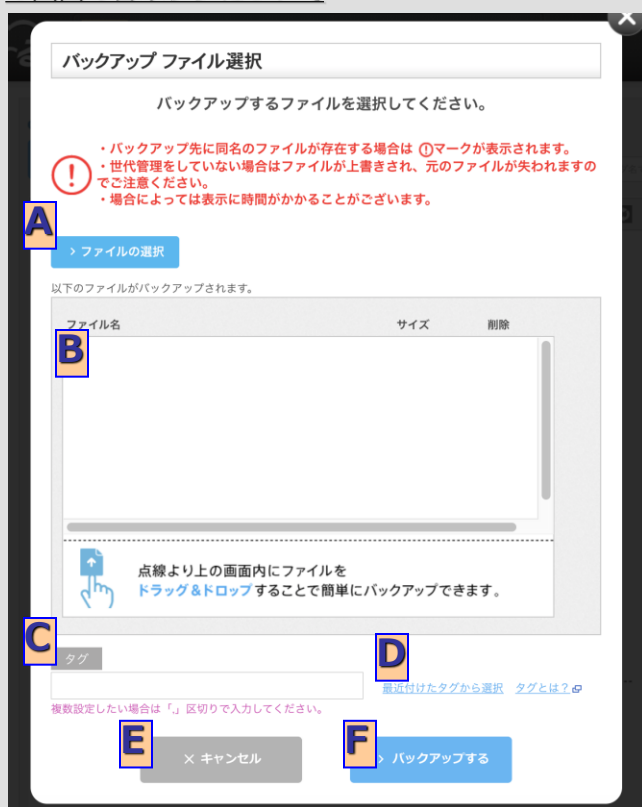 バックアップ ファイル選択
バックアップするファイルを選択してください。
・バックアップ先に同名のファイルが存在する場合は ①マークが表示されます。
・世代管理をしていない場合はファイルが上書きされ、元のファイルが失われますの
でご注意ください。
・場合によっては表示に時間がかかることがございます。
A
> ファイルの選択
以下のファイルがバックアップされます。
ファイル名 サイズ 削除
B
点線より上の画面内にファイルを
ドラッグ&ドロップすることで簡単にバックアップできます。
C
タグ
D
最近付けたタグから選択 タグとは?
複数設定したい場合は「,」区切りで入力してください。
E
× キャンセル
F
> バックアップする